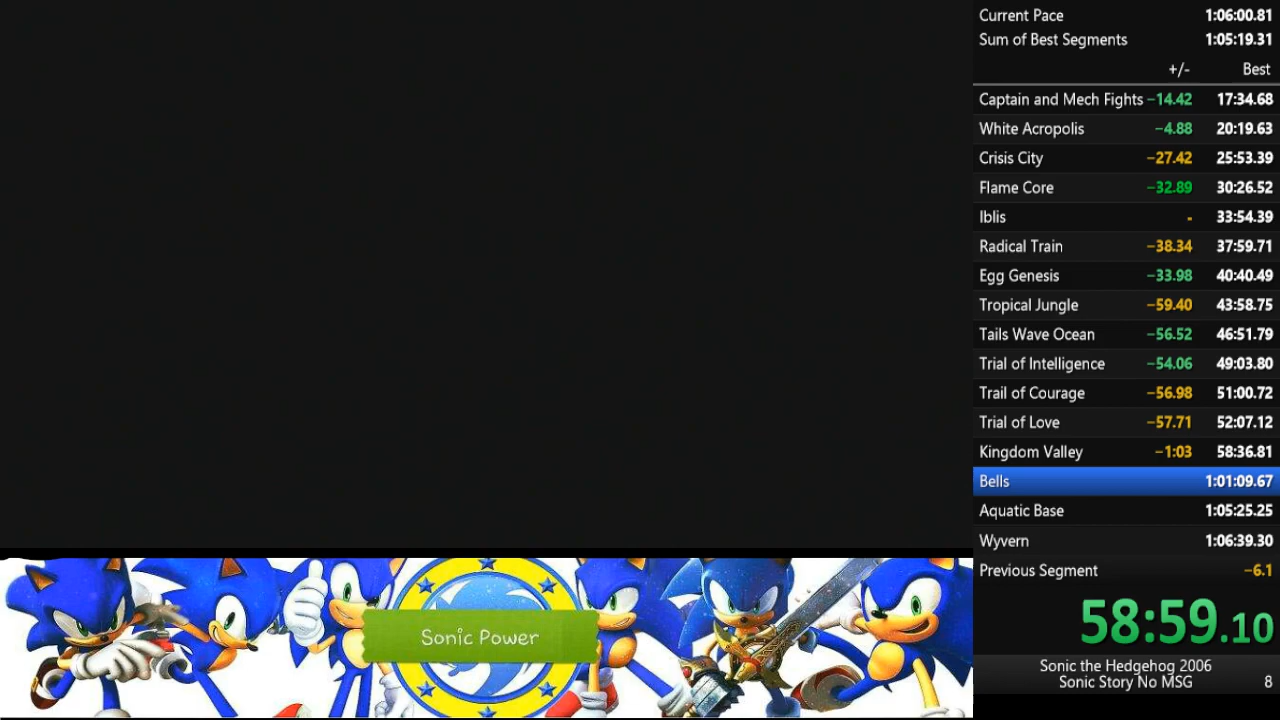 Current Pace 1:06:00.81
Sum of Best Segments 1:05:19.31
+/- Best
Captain and Mech Fights −14.42 17:34.68
White Acropolis −4.88 20:19.63
Crisis City −27.42 25:53.39
Flame Core −32.89 30:26.52
Iblis - 33:54.39
Radical Train −38.34 37:59.71
Egg Genesis −33.98 40:40.49
Tropical Jungle −59.40 43:58.75
Tails Wave Ocean −56.52 46:51.79
Trial of Intelligence −54.06 49:03.80
Trail of Courage −56.98 51:00.72
Trial of Love −57.71 52:07.12
Kingdom Valley −1:03 58:36.81
Bells 1:01:09.67
Aquatic Base 1:05:25.25
Wyvern 1:06:39.30
Previous Segment −6.1
58:59.10
Sonic the Hedgehog 2006
Sonic Story No MSG 8
Sonic Power